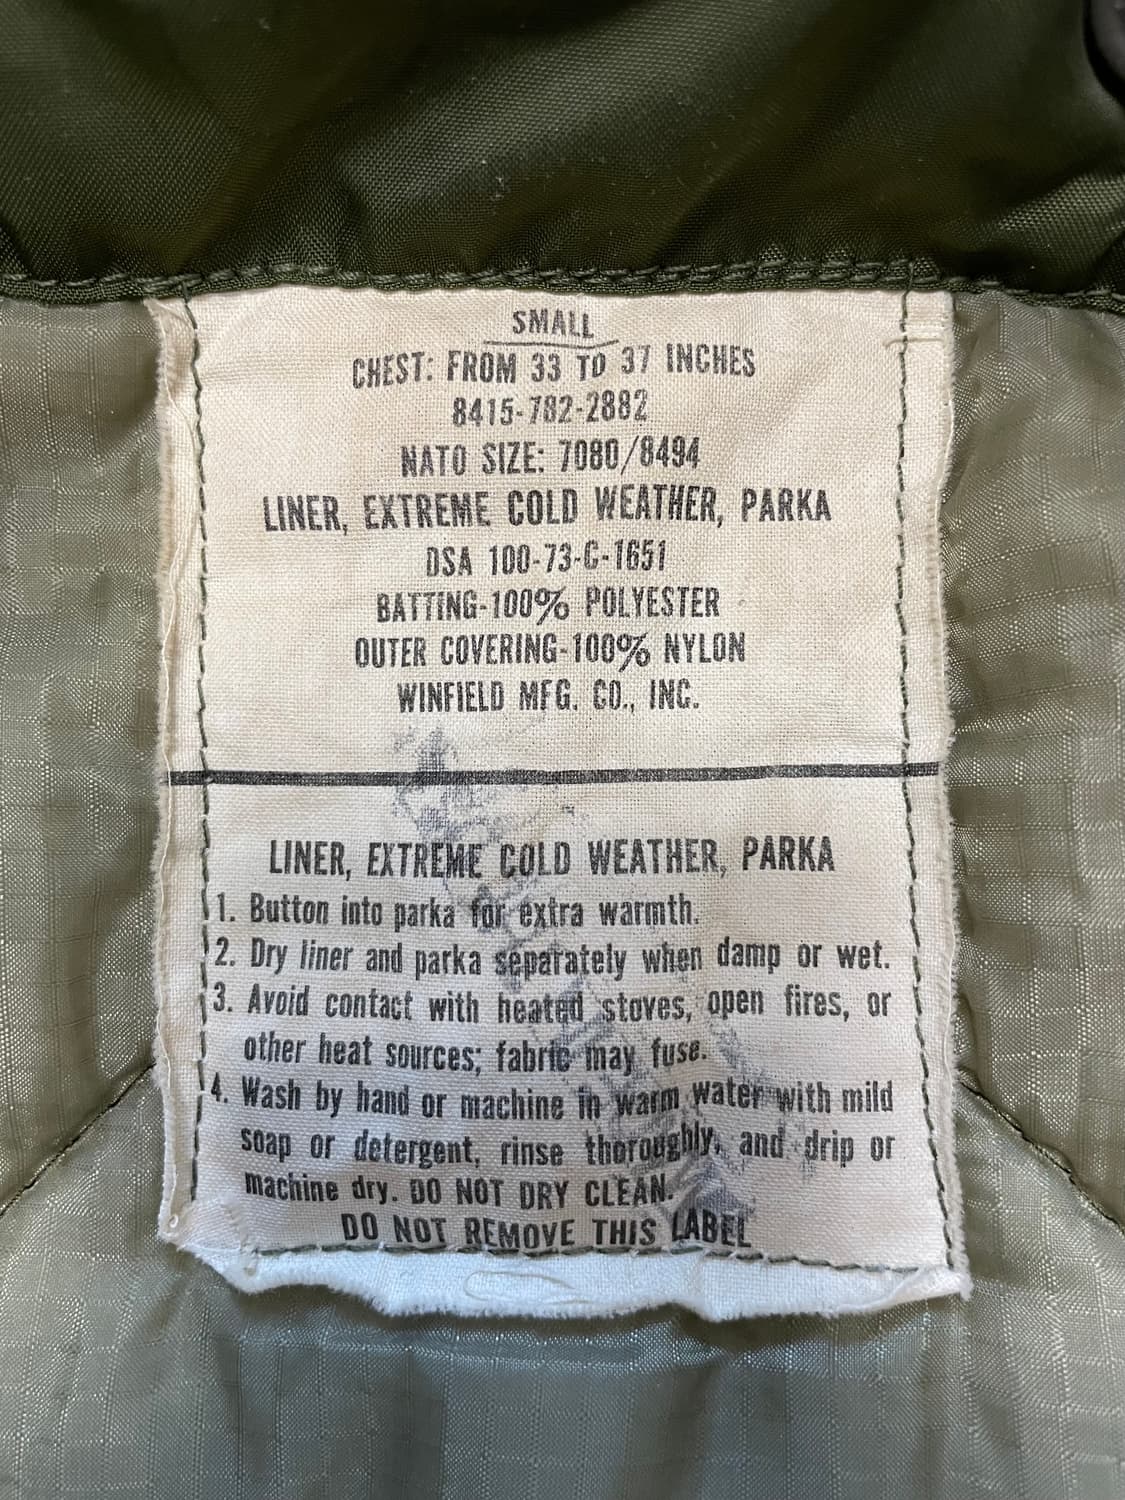 SMALL
CHEST: FROM 33 TO 37 INCHES
8415-782-2882
NATO SIZE: 7080/8494
LINER, EXTREME COLD WEATHER, PARKA
DSA 100-73-C-1651
BATTING-100% POLYESTER
OUTER COVERING-100% NYLON
WINFIELD MFG. CO., INC.
LINER, EXTREME COLD WEATHER, PARKA
1. Button into parka for extra warmth.
2. Dry liner and parka separately when damp or wet.
3. Avoid contact with heated stoves, open fires, or
other heat sources; fabric may fuse.
4. Wash by hand or machine in warm water with mild
soap or detergent, rinse thoroughly, and drip or
machine dry. DO NOT DRY CLEAN.
DO NOT REMOVE THIS LABEL